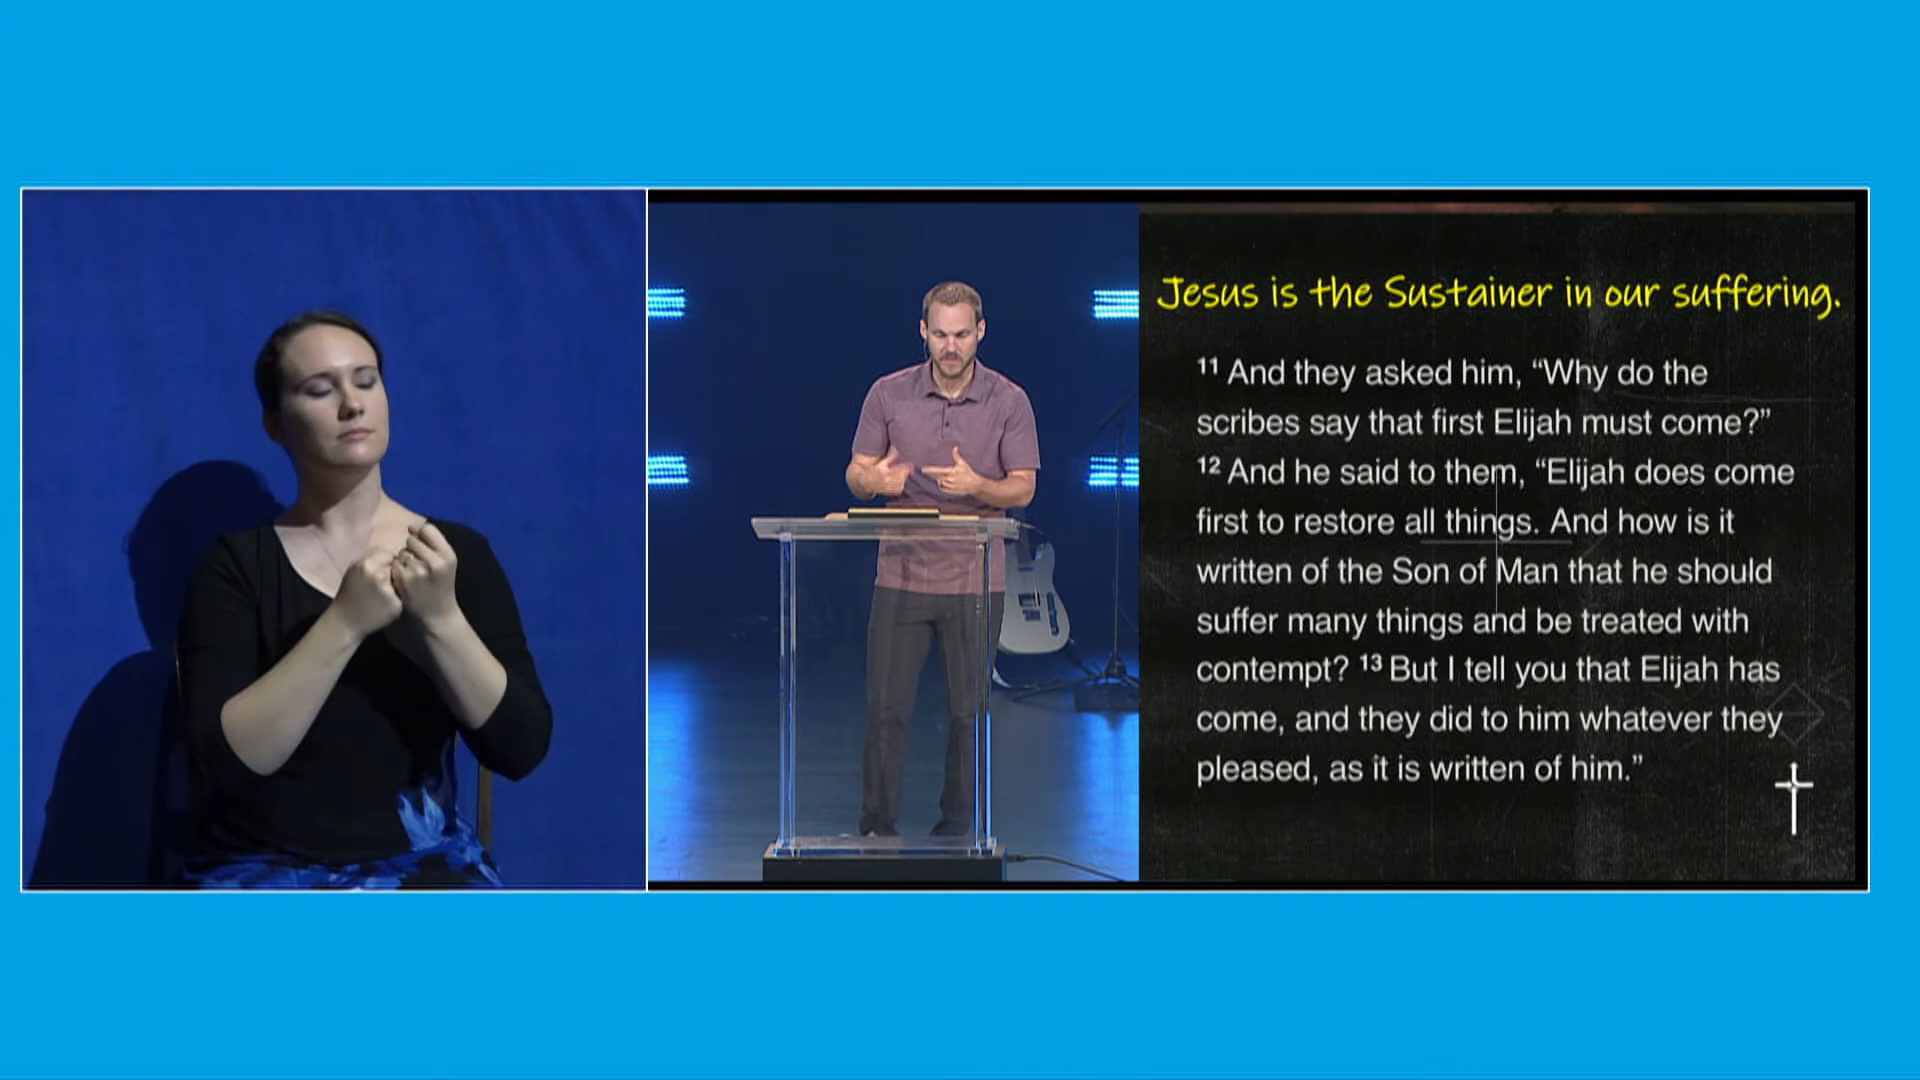 Jesus is the Sustainer in our suffering.
11 And they asked him, “Why do the
scribes say that first Elijah must come?”
12 And he said to them, “Elijah does come
first to restore all things. And how is it
written of the Son of Man that he should
suffer many things and be treated with
contempt? 13 But I tell you that Elijah has
come, and they did to him whatever they
pleased, as it is written of him.”